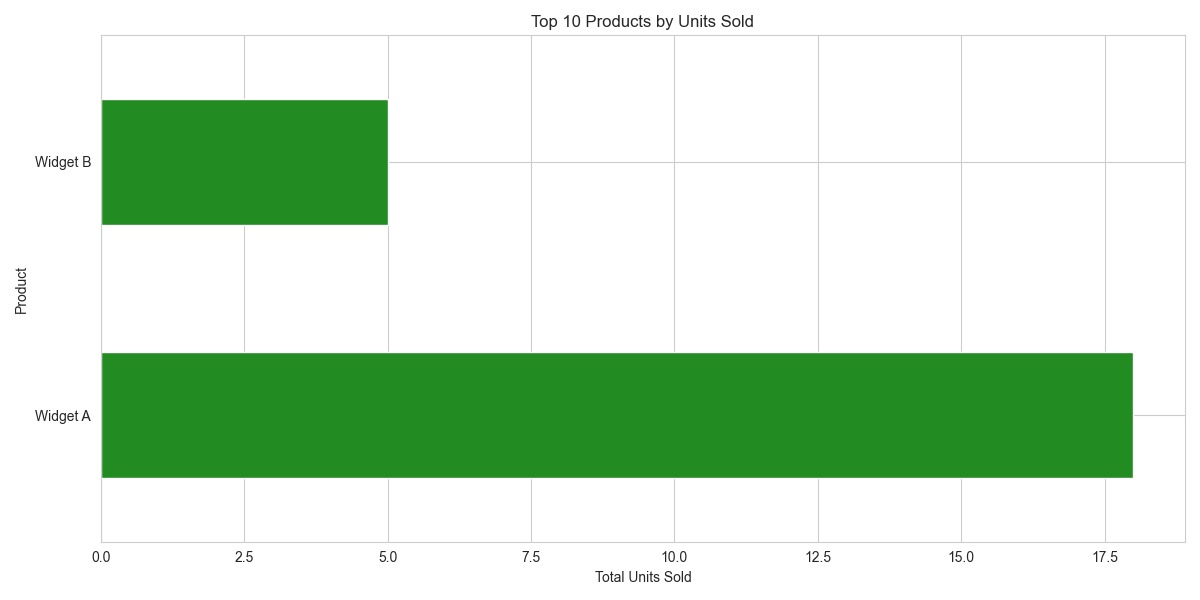 Top 10 Products by Units Sold
Widget B
Product
Widget A
0.0 2.5 5.0 7.5 10.0 12.5 15.0 17.5
Total Units Sold